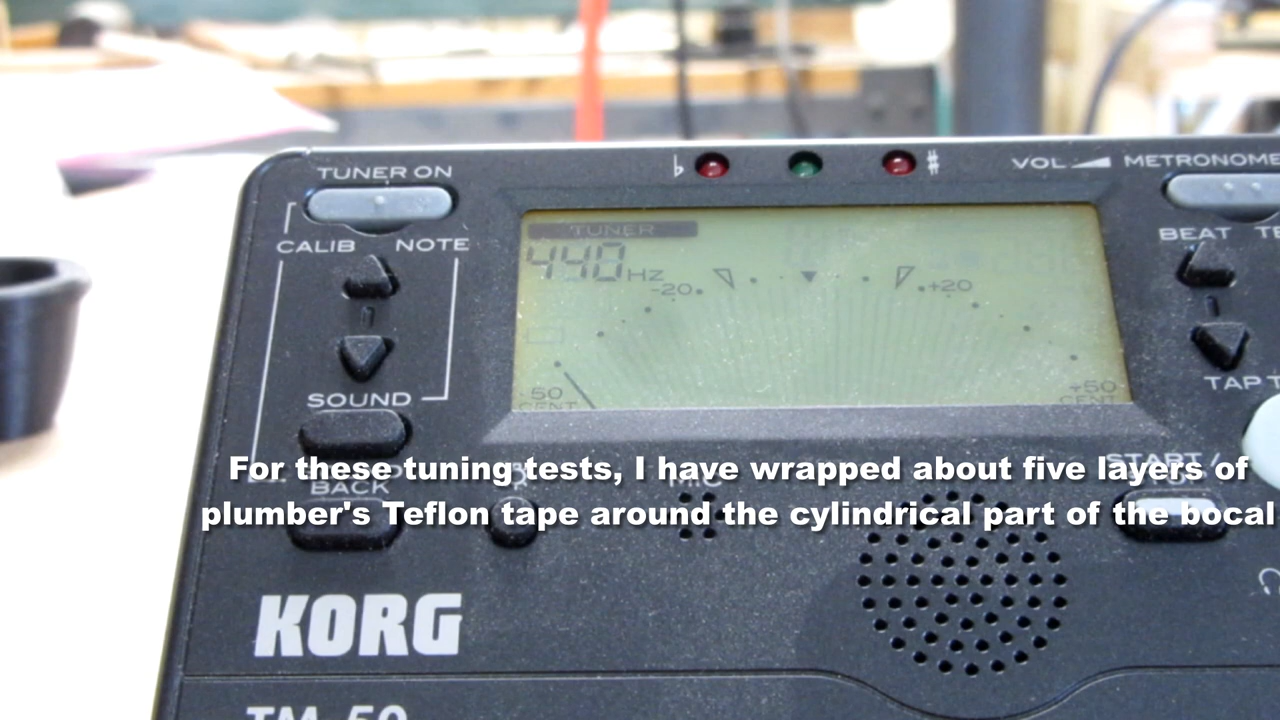 TUNER ON
♭
♯
VOL
METRONOME
CALIB NOTE
TUNER
440 Hz
-20
+20
BEAT
-50
CENT
+50
CENT
SOUND
TAP
START /
For these tuning tests, I have wrapped about five layers of
BACK
plumber's Teflon tape around the cylindrical part of the bocal
KORG
TM-50